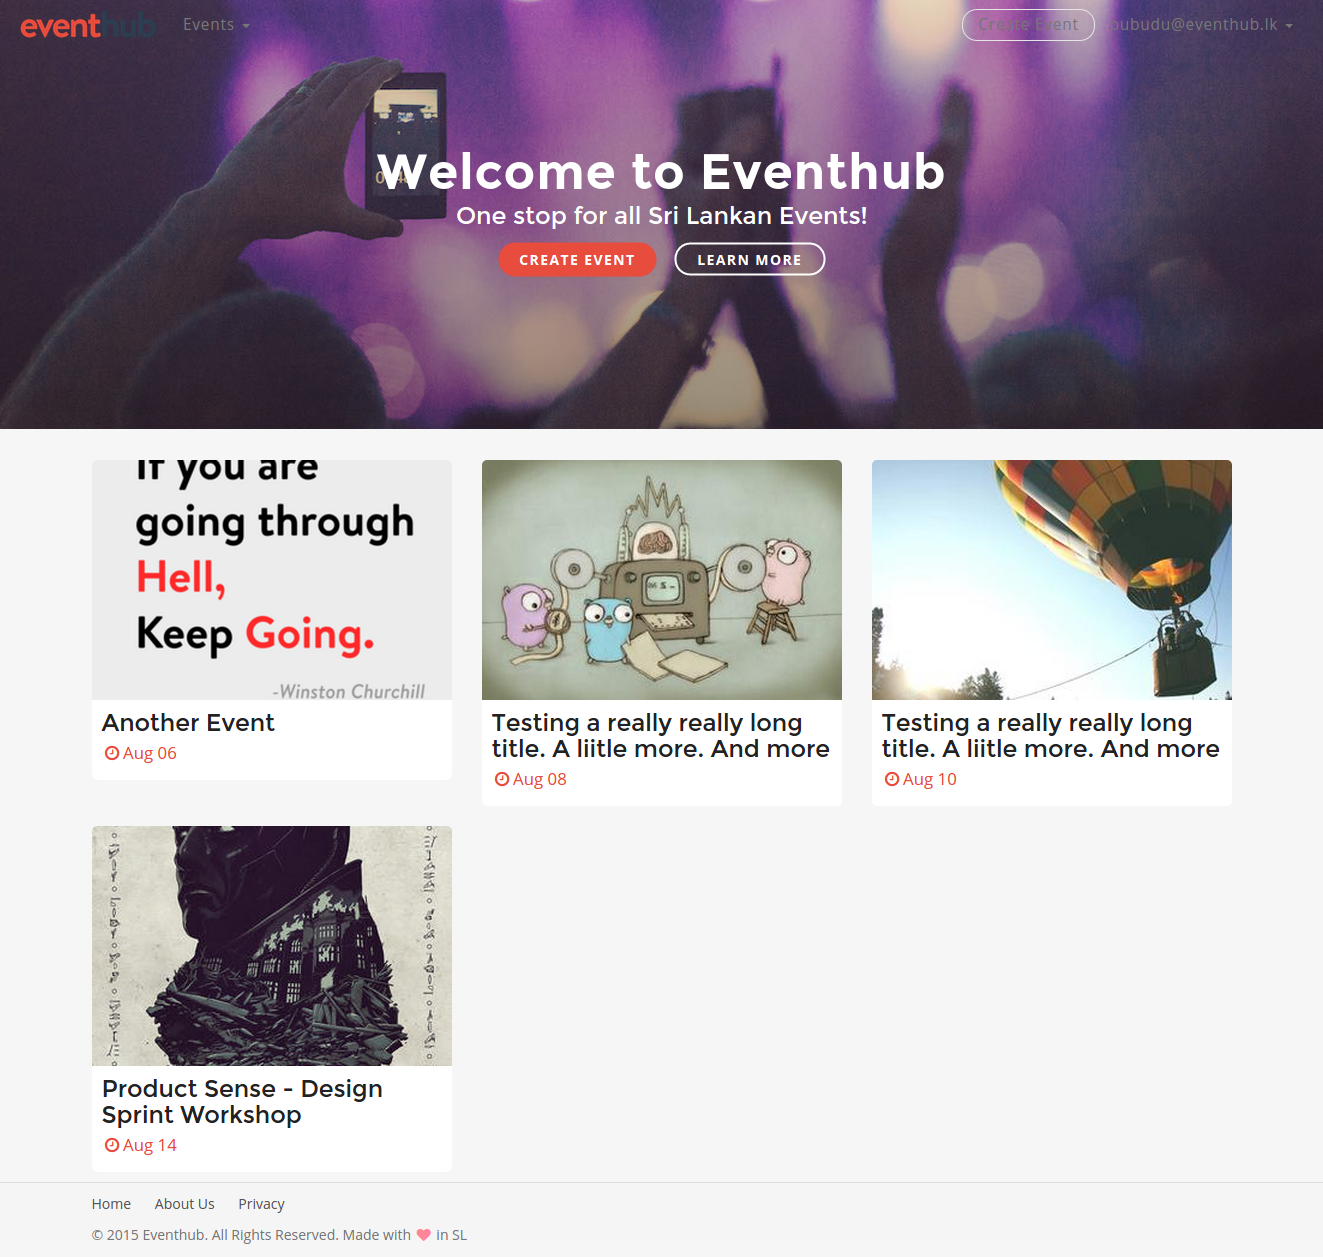 eventhub Events Create Event pubudu@eventhub.lk
Welcome to Eventhub
One stop for all Sri Lankan Events!
CREATE EVENT LEARN MORE
If you are
going through
Hell,
Keep Going.
-Winston Churchill
Another Event
Aug 06
Testing a really really long
title. A liitle more. And more
Aug 08
Testing a really really long
title. A liitle more. And more
Aug 10
Product Sense - Design
Sprint Workshop
Aug 14
Home About Us Privacy
© 2015 Eventhub. All Rights Reserved. Made with ❤ in SL